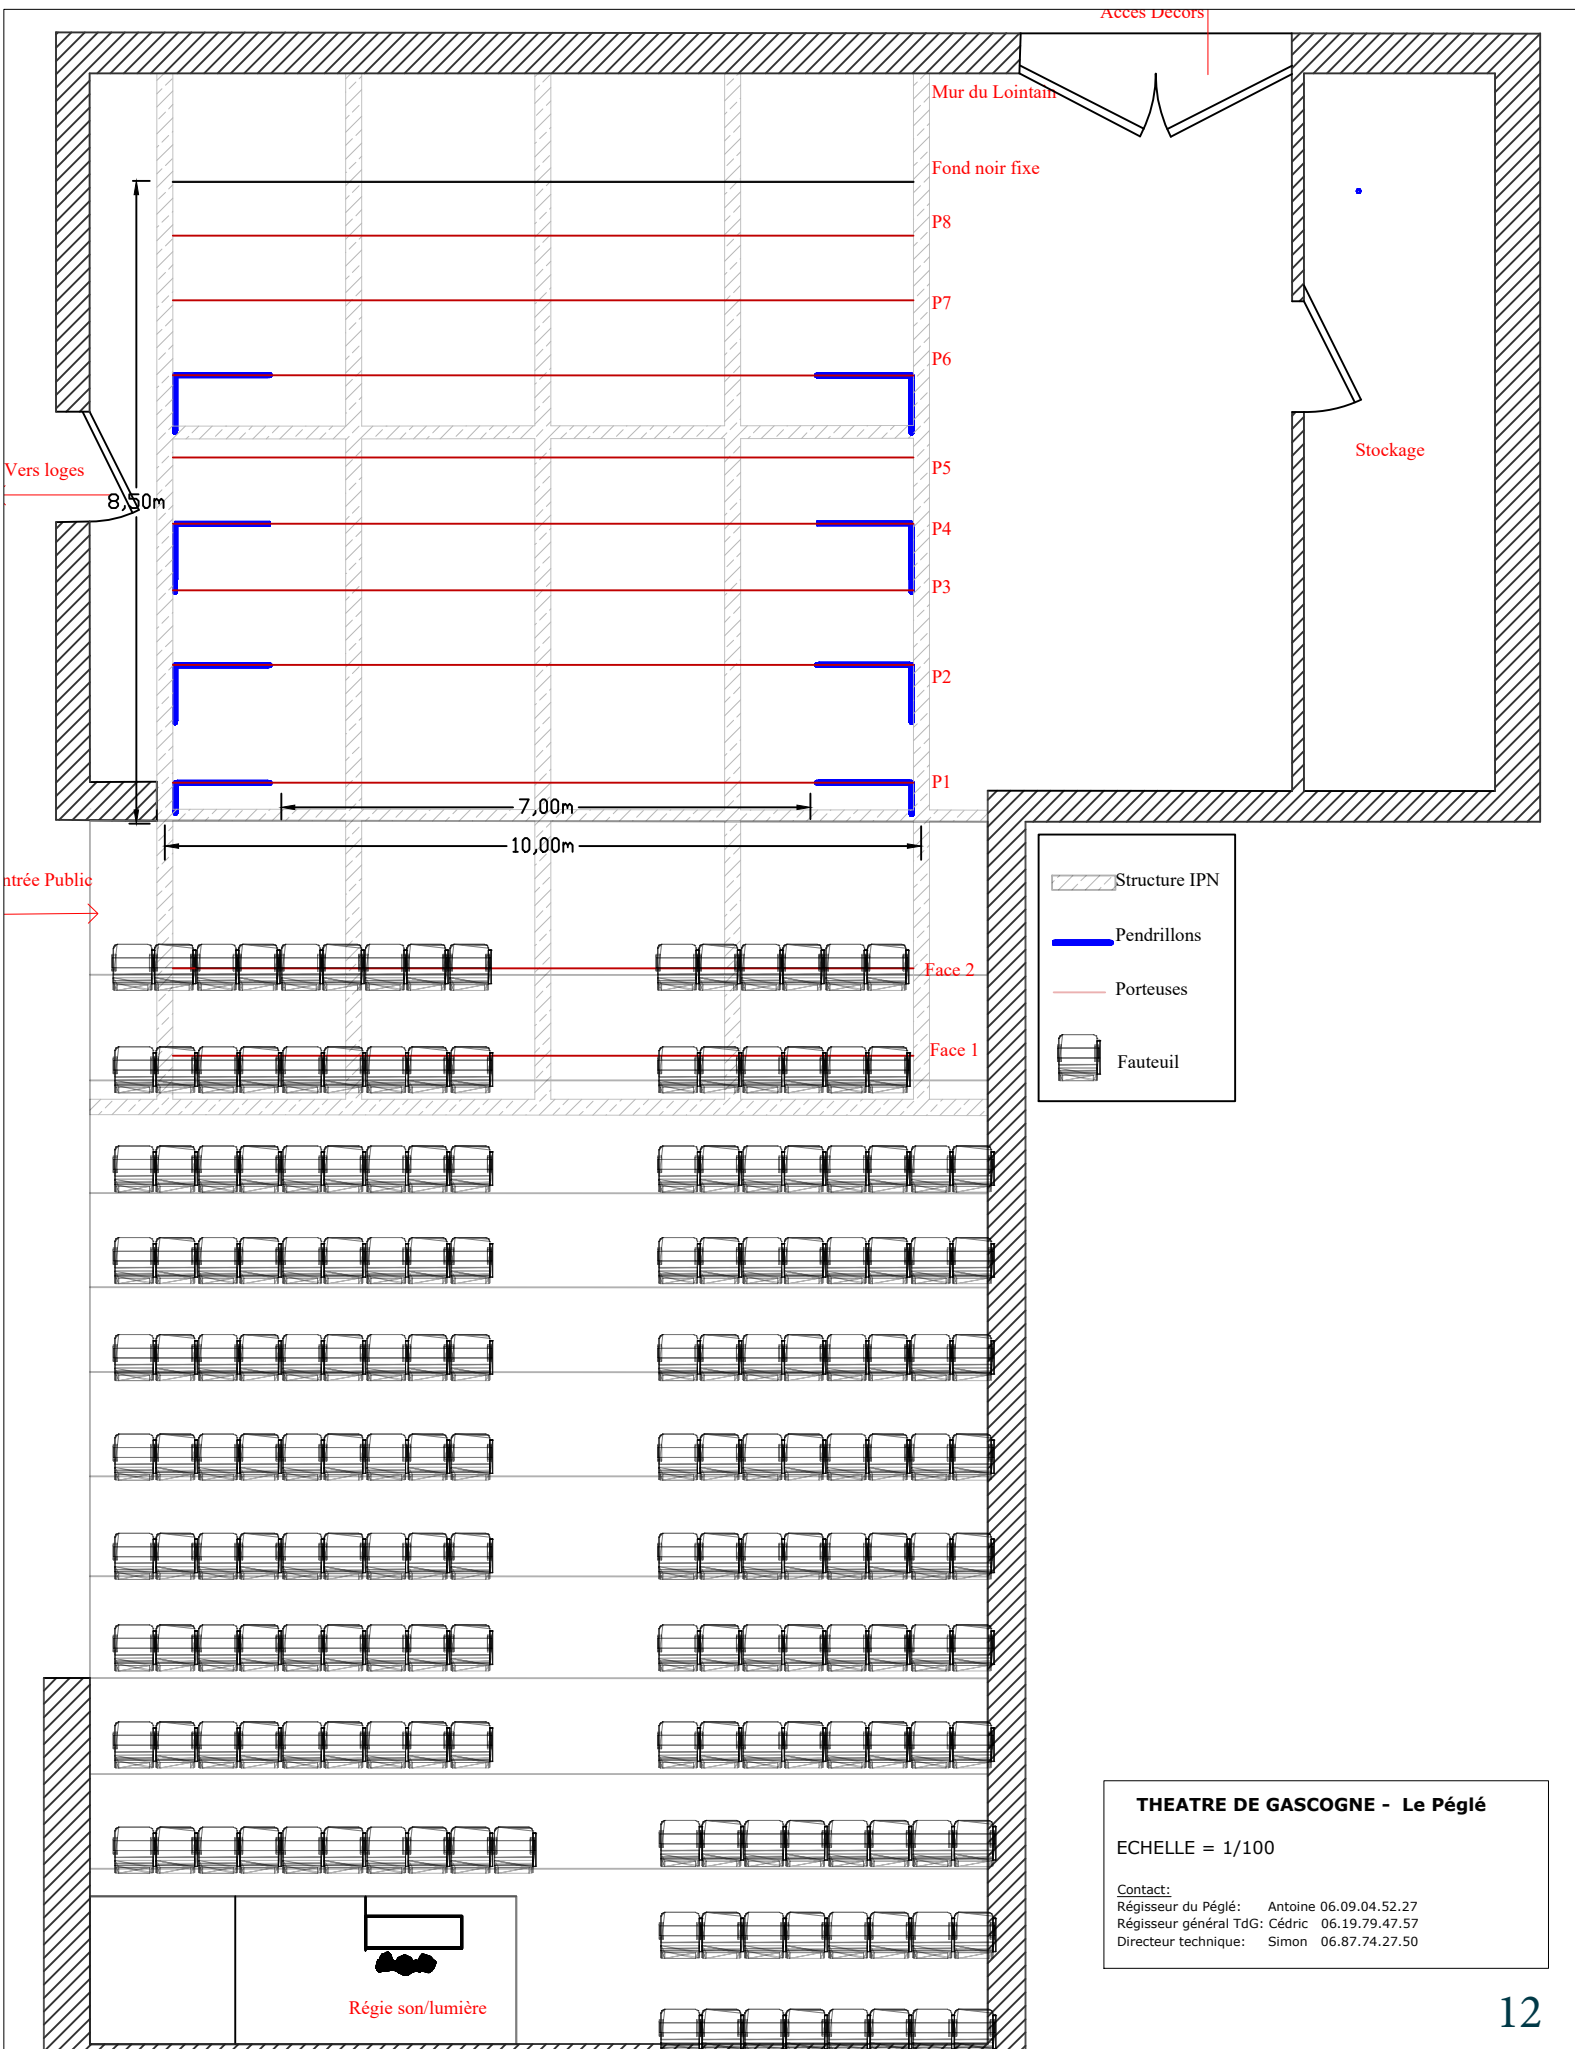 Accès Décors
Mur du Lointain
Fond noir fixe
P8
P7
P6
Stockage
P5
Vers loges
8,50m
P4
P3
P2
P1
7,00m
10,00m
ntrée Public
Structure IPN
Pendrillons
Porteuses
Fauteuil
Face 2
Face 1
THEATRE DE GASCOGNE - Le Péglé
ECHELLE = 1/100
Contact:
Régisseur du Péglé: Antoine 06.09.04.52.27
Régisseur général TdG: Cédric 06.19.79.47.57
Directeur technique: Simon 06.87.74.27.50
Régie son/lumière
12